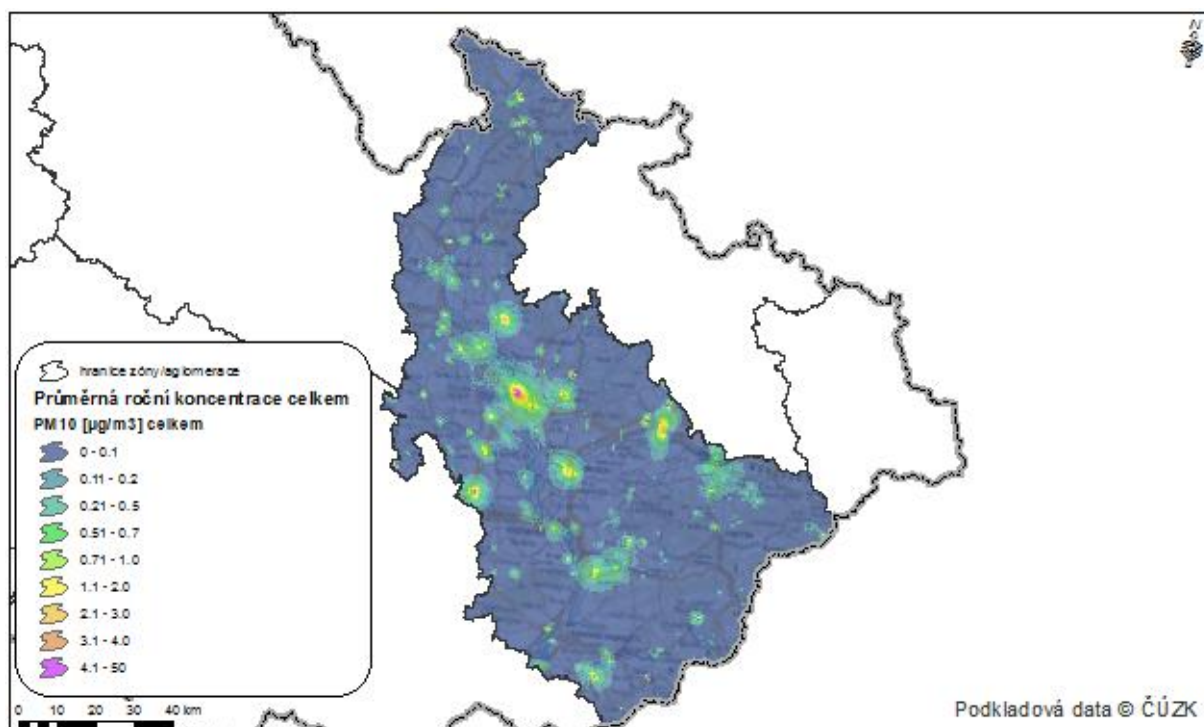 N
hranice zóny/aglomerace
Průměrná roční koncentrace celkem
PM10 [µg/m3] celkem
0 - 0.1
0.11 - 0.2
0.21 - 0.5
0.51 - 0.7
0.71 - 1.0
1.1 - 2.0
2.1 - 3.0
3.1 - 4.0
4.1 - 50
0 10 20 30 40 km
Podkladová data © ČÚZK